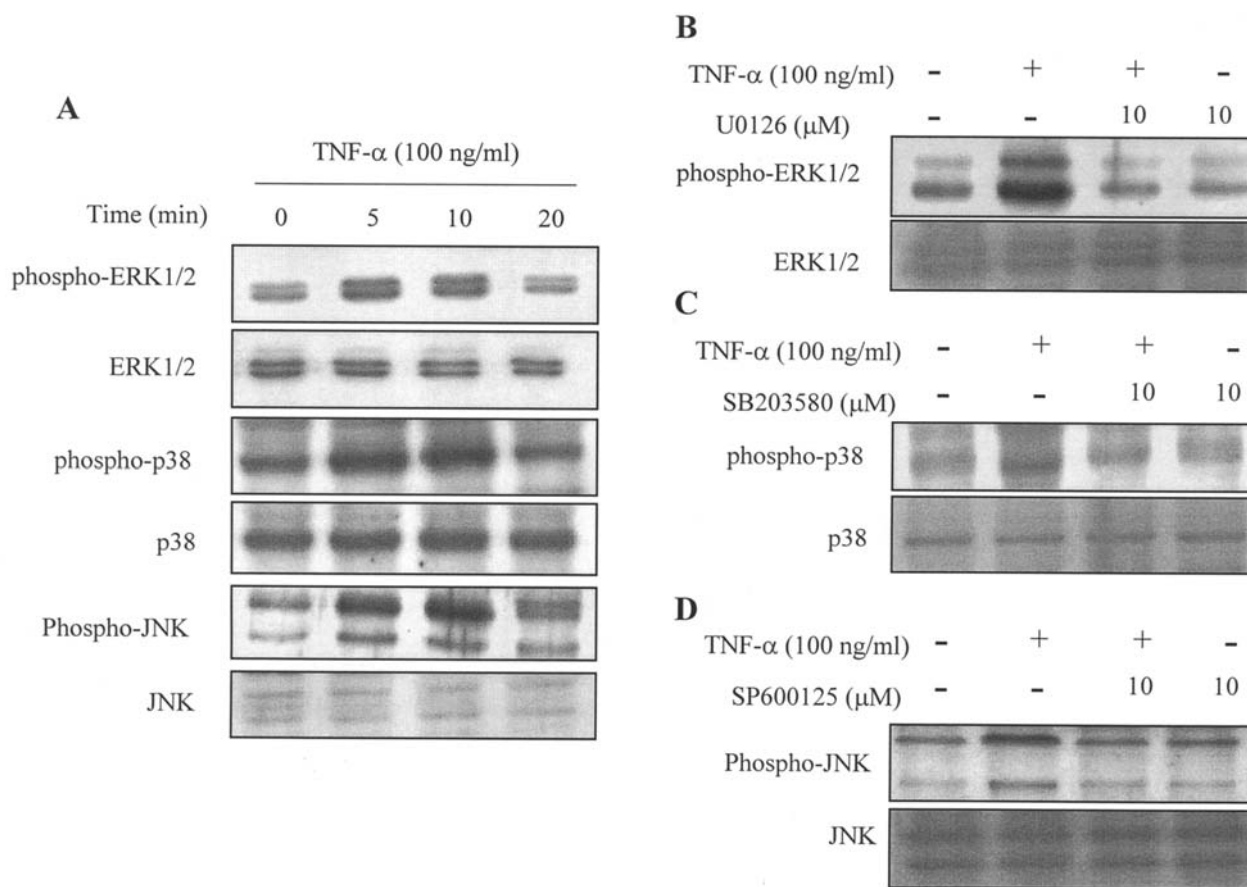 A
TNF-α (100 ng/ml)
Time (min) 0 5 10 20
phospho-ERK1/2
ERK1/2
phospho-p38
p38
Phospho-JNK
JNK
B
TNF-α (100 ng/ml) - + + -
U0126 (μM) - - 10 10
phospho-ERK1/2
ERK1/2
C
TNF-α (100 ng/ml) - + + -
SB203580 (μM) - - 10 10
phospho-p38
p38
D
TNF-α (100 ng/ml) - + + -
SP600125 (μM) - - 10 10
Phospho-JNK
JNK